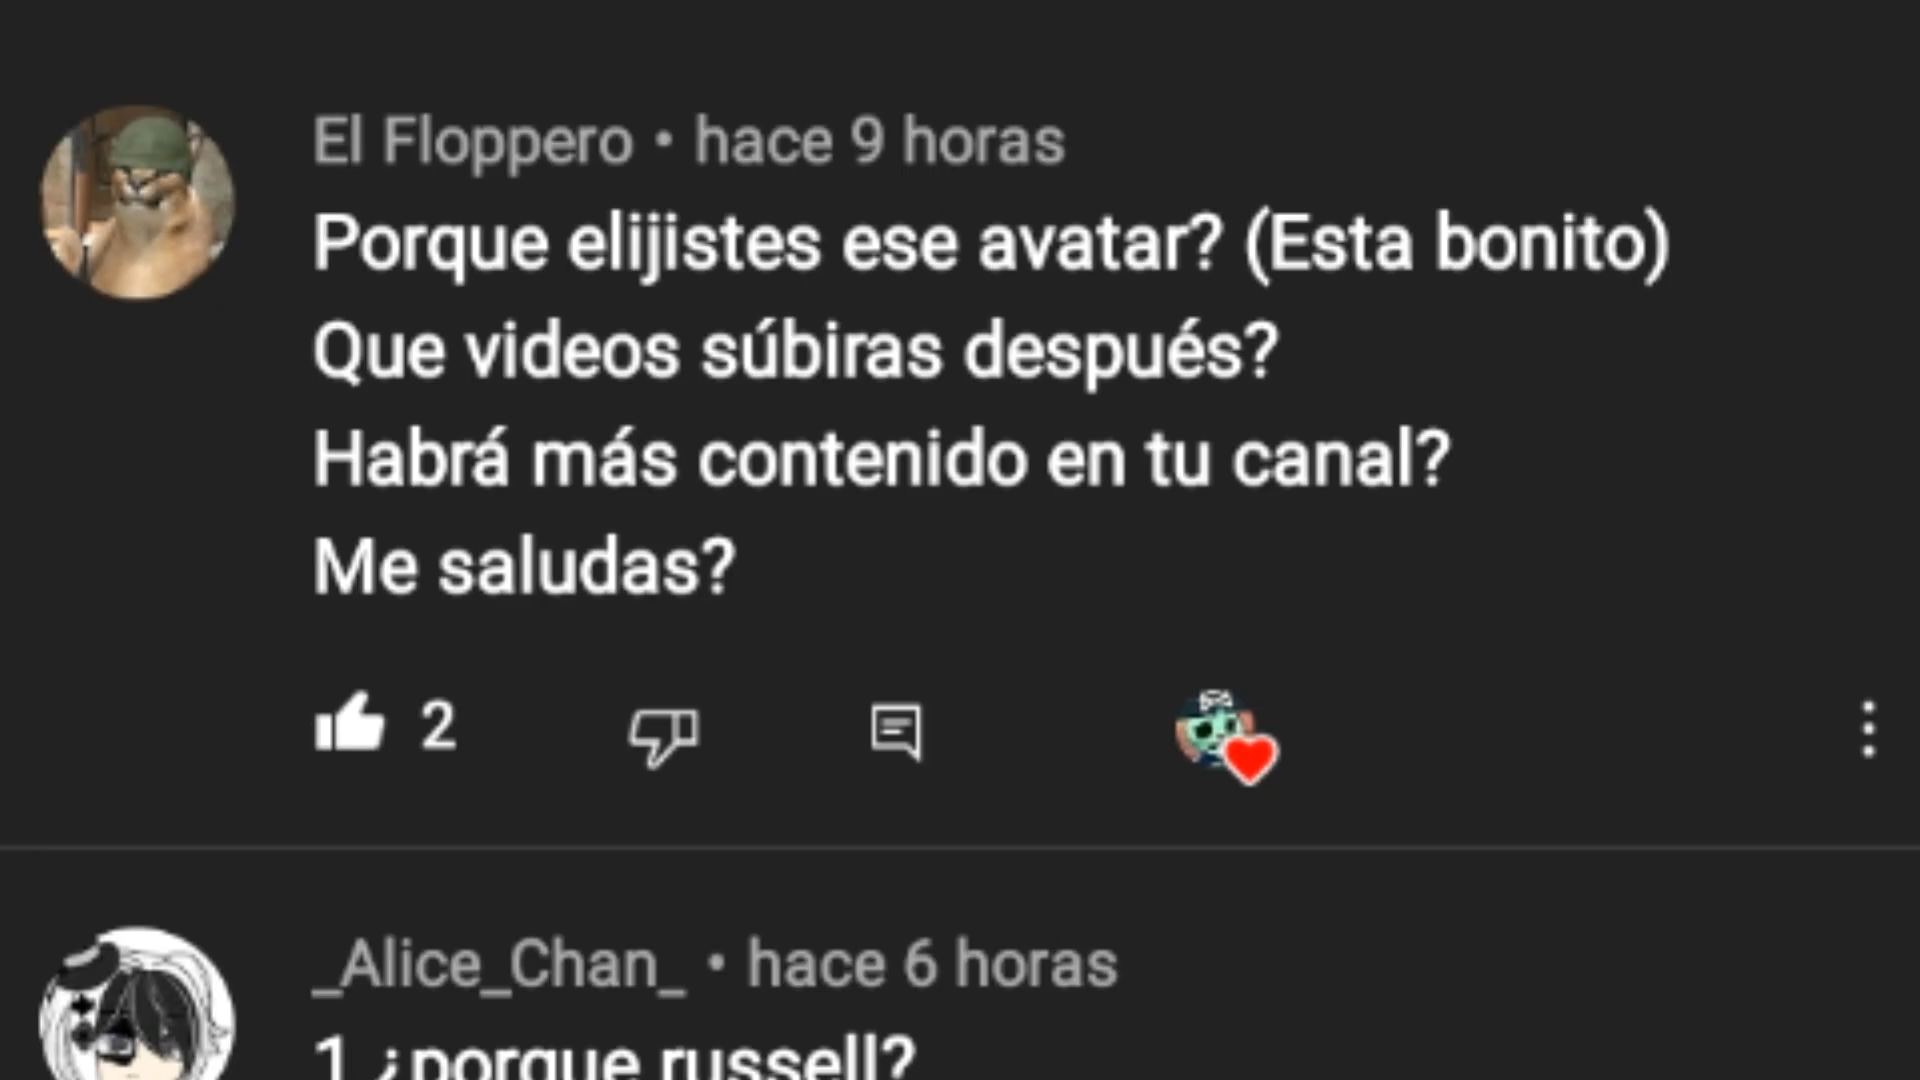 El Floppero • hace 9 horas
Porque elijistes ese avatar? (Esta bonito)
Que videos súbiras después?
Habrá más contenido en tu canal?
Me saludas?
2
_Alice_Chan_ • hace 6 horas
1 ¿porque russell?